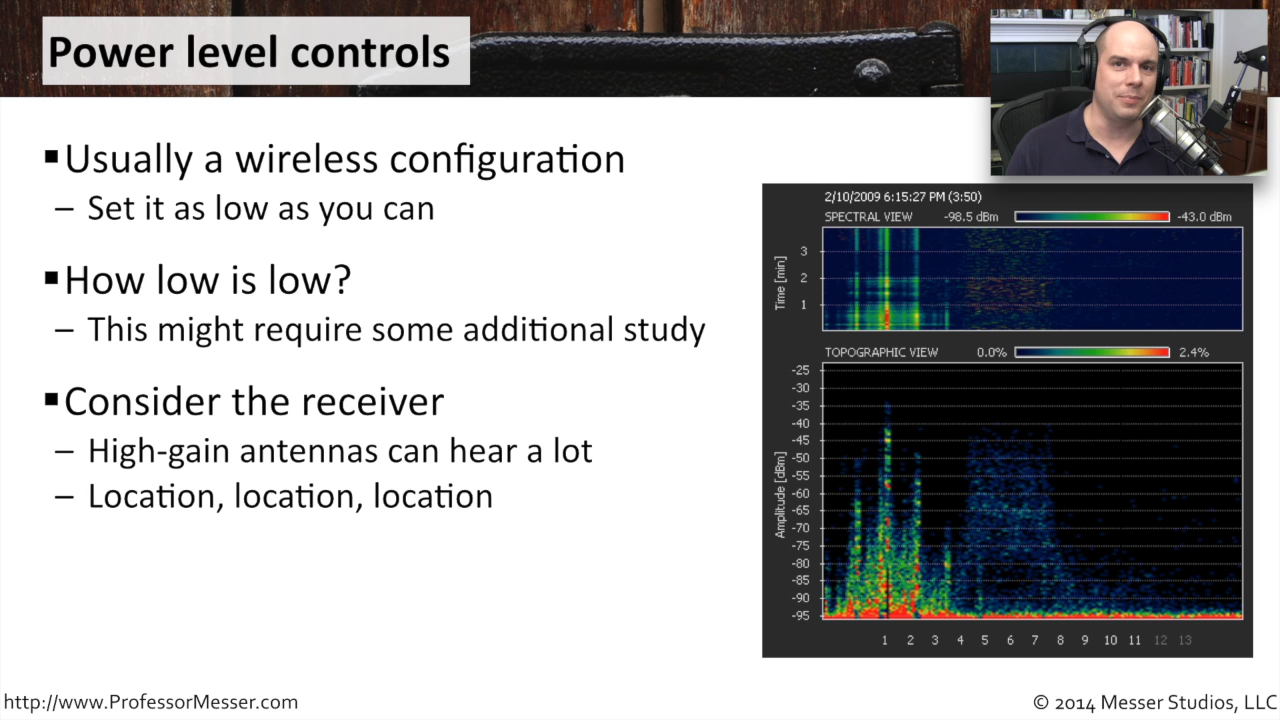 Power level controls
▪Usually a wireless configuration
– Set it as low as you can
▪How low is low?
– This might require some additional study
▪Consider the receiver
– High-gain antennas can hear a lot
– Location, location, location
2/10/2009 6:15:27 PM (3:50)
SPECTRAL VIEW -98.5 dBm -43.0 dBm
Time [min]
3
2
1
TOPOGRAPHIC VIEW 0.0% 2.4%
Amplitude [dBm]
-25
-30
-35
-40
-45
-50
-55
-60
-65
-70
-75
-80
-85
-90
-95
1 2 3 4 5 6 7 8 9 10 11 12 13
http://www.ProfessorMesser.com
© 2014 Messer Studios, LLC